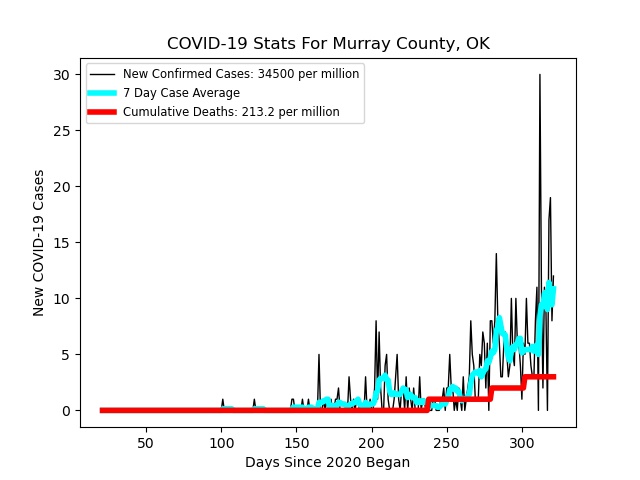 COVID-19 Stats For Murray County, OK
New Confirmed Cases: 34500 per million
7 Day Case Average
Cumulative Deaths: 213.2 per million
New COVID-19 Cases
30
25
20
15
10
5
0
50 100 150 200 250 300
Days Since 2020 Began